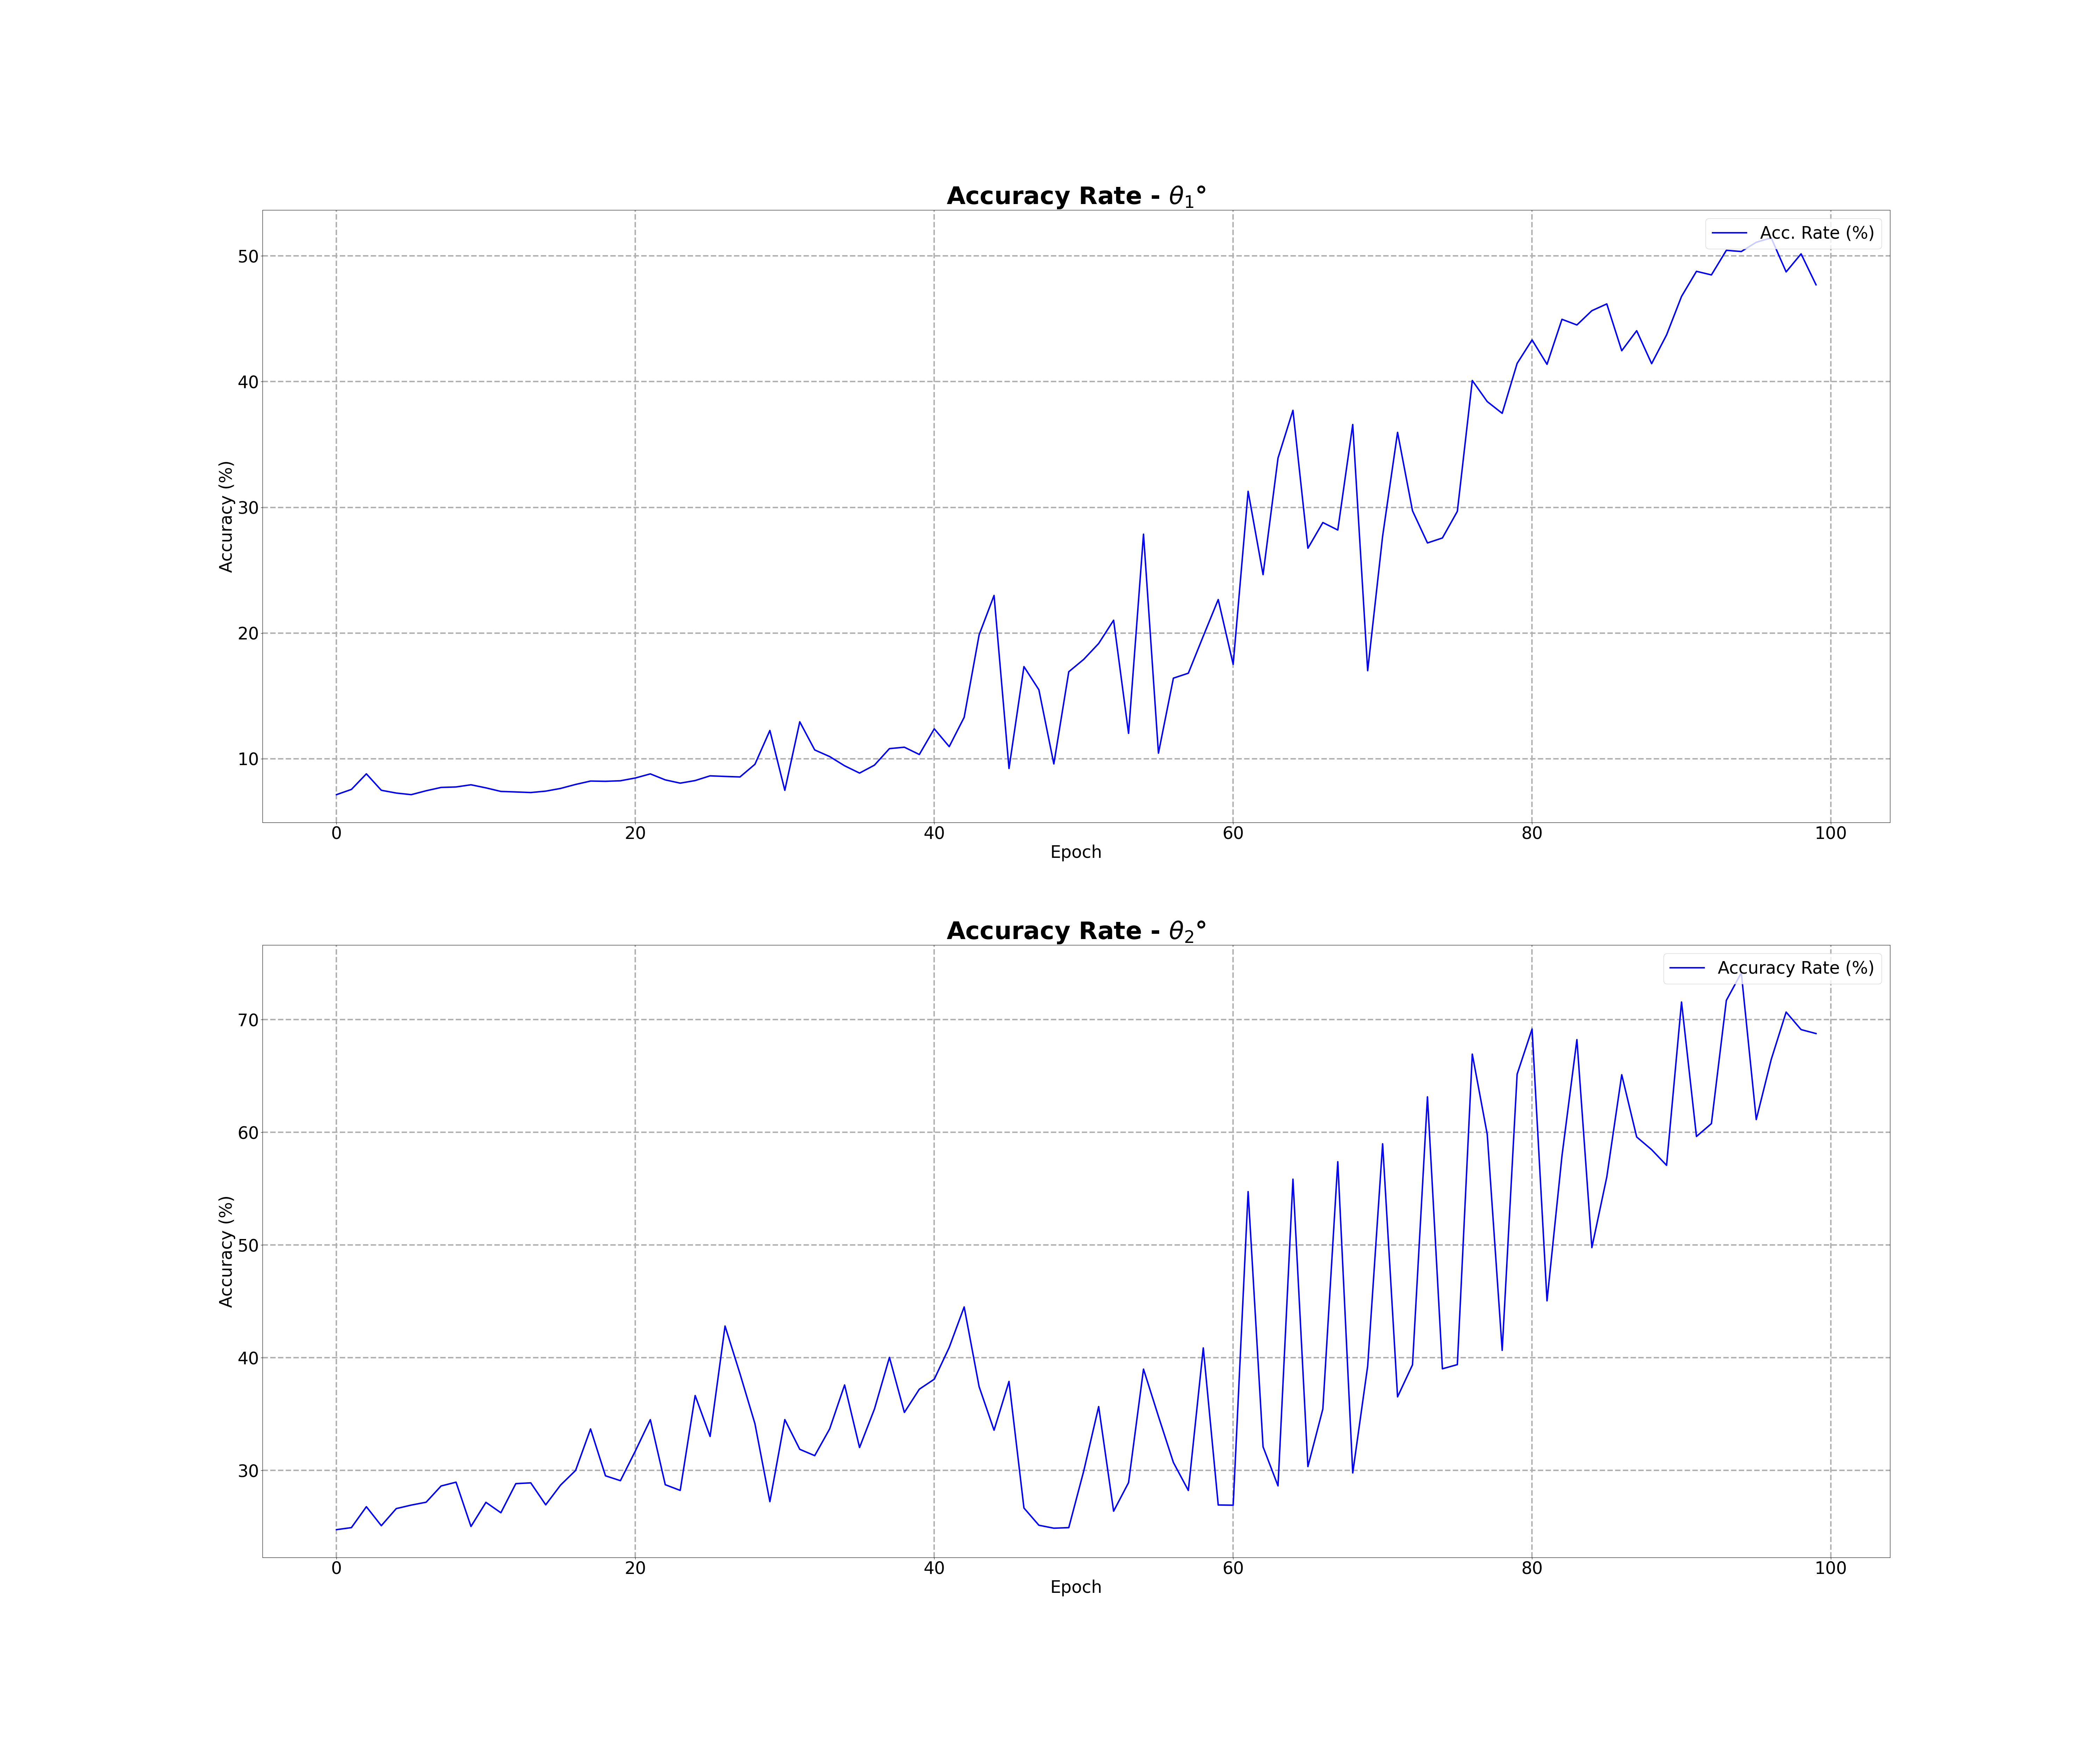 Accuracy Rate - θ₁°
Acc. Rate (%)
50
40
30
20
10
Accuracy (%)
0 20 40 60 80 100
Epoch
Accuracy Rate - θ₂°
Accuracy Rate (%)
70
60
50
40
30
Accuracy (%)
0 20 40 60 80 100
Epoch